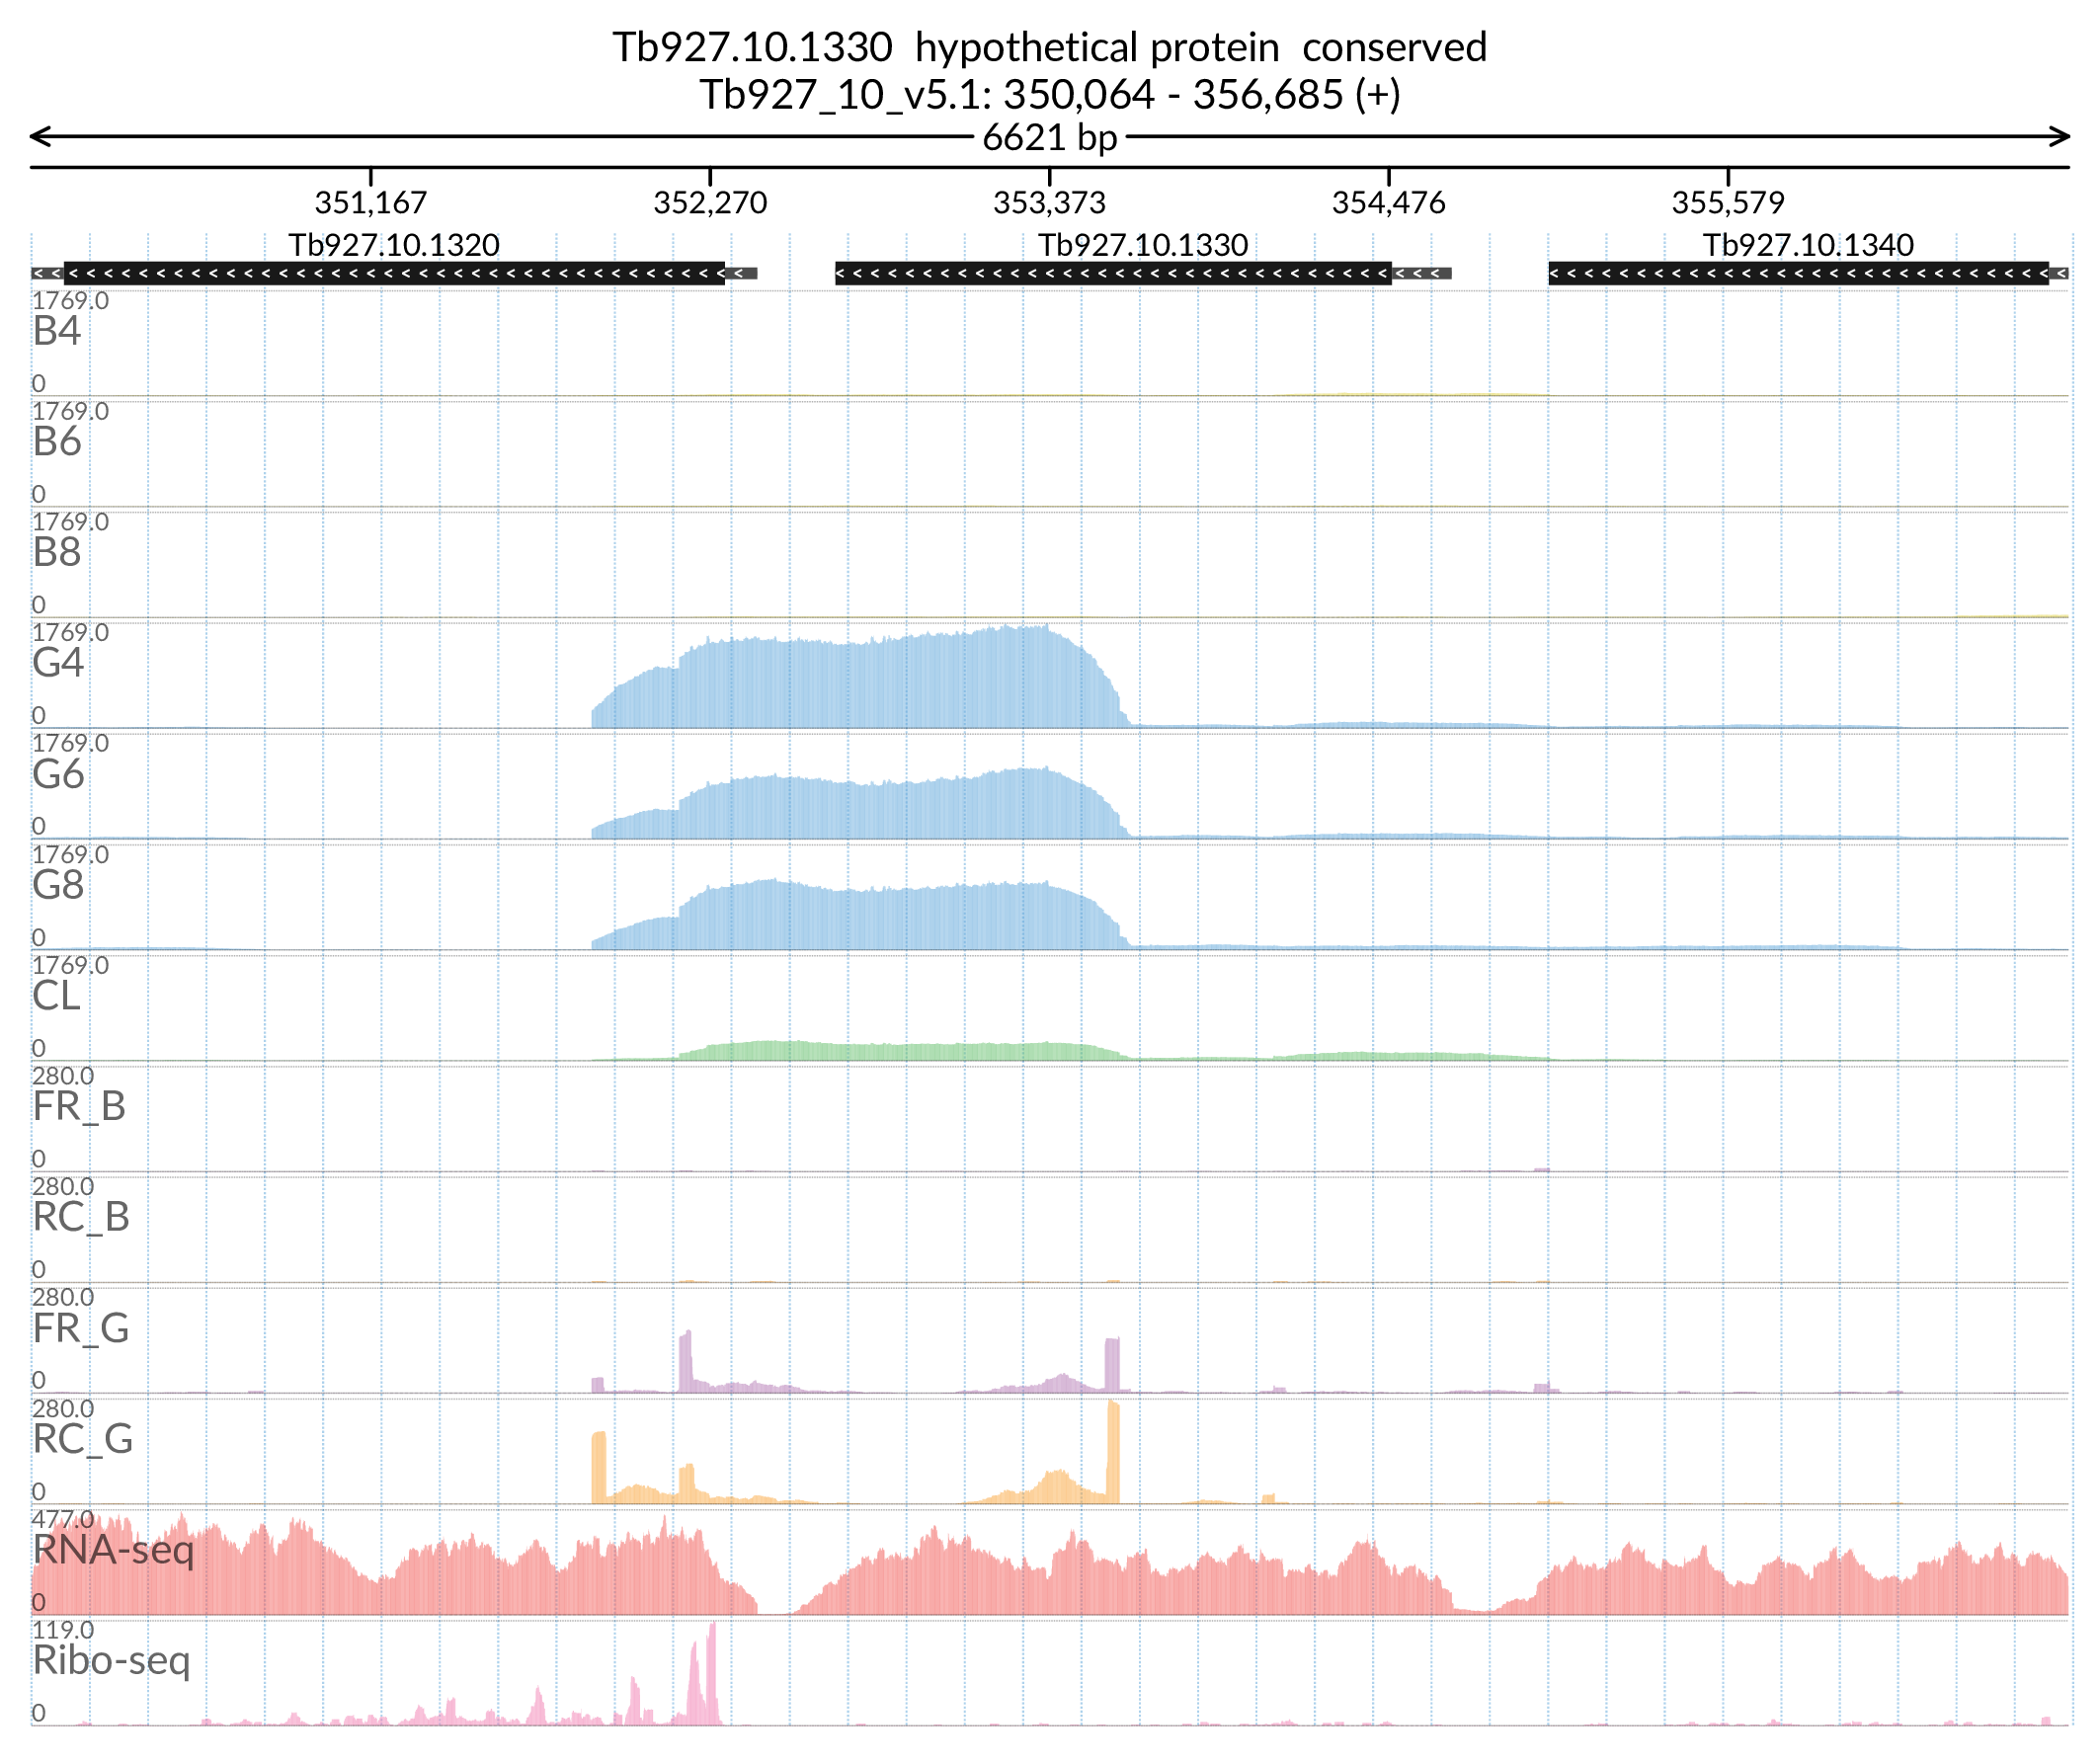 Tb927.10.1330  hypothetical protein  conserved
Tb927_10_v5.1: 350,064 - 356,685 (+)
6621 bp
351,167 352,270 353,373 354,476 355,579
Tb927.10.1320 Tb927.10.1330 Tb927.10.1340
1769.0
B4
0
1769.0
B6
0
1769.0
B8
0
1769.0
G4
0
1769.0
G6
0
1769.0
G8
0
1769.0
CL
0
280.0
FR_B
0
280.0
RC_B
0
280.0
FR_G
0
280.0
RC_G
0
477.0
RNA-seq
0
119.0
Ribo-seq
0